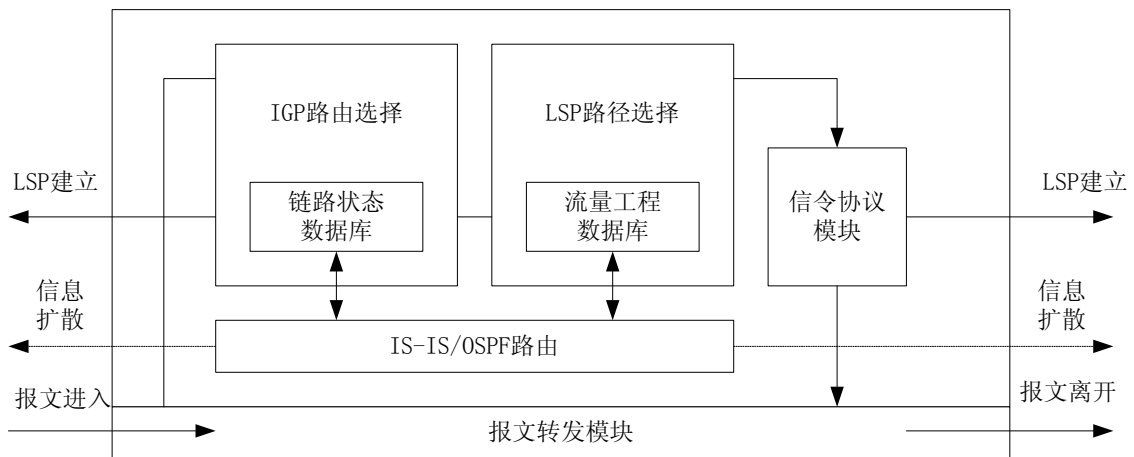 IGP路由选择
LSP路径选择
LSP建立
链路状态
数据库
流量工程
数据库
信令协议
模块
LSP建立
信息
扩散
IS-IS/OSPF路由
信息
扩散
报文进入
报文转发模块
报文离开